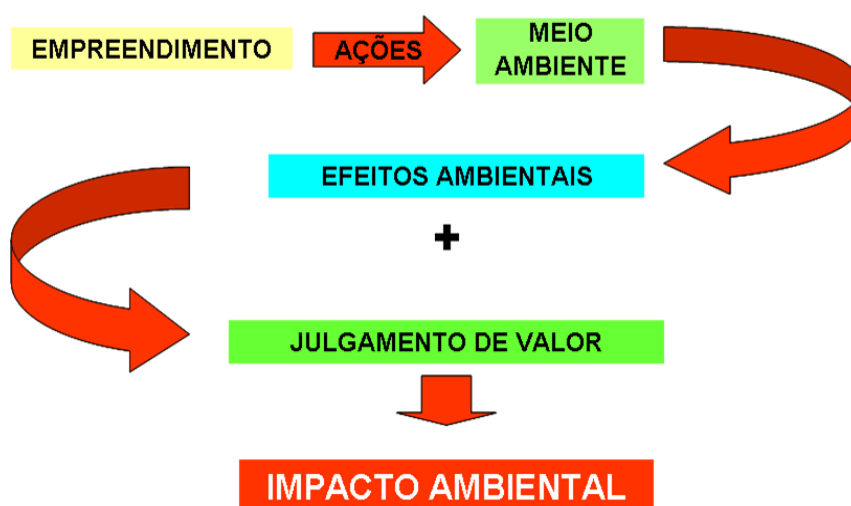 EMPREENDIMENTO
AÇÕES
MEIO
AMBIENTE
EFEITOS AMBIENTAIS
+
JULGAMENTO DE VALOR
IMPACTO AMBIENTAL